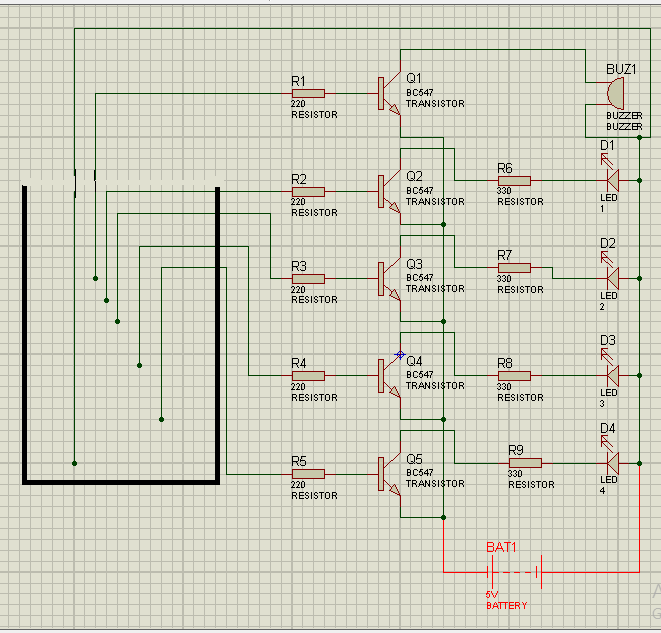 R1
220
RESISTOR
Q1
BC547
TRANSISTOR
BUZ1
BUZZER
BUZZER
R2
220
RESISTOR
Q2
BC547
TRANSISTOR
R6
330
RESISTOR
D1
LED
1
R3
220
RESISTOR
Q3
BC547
TRANSISTOR
R7
330
RESISTOR
D2
LED
2
R4
220
RESISTOR
Q4
BC547
TRANSISTOR
R8
330
RESISTOR
D3
LED
3
R5
220
RESISTOR
Q5
BC547
TRANSISTOR
R9
330
RESISTOR
D4
LED
4
BAT1
5V
BATTERY